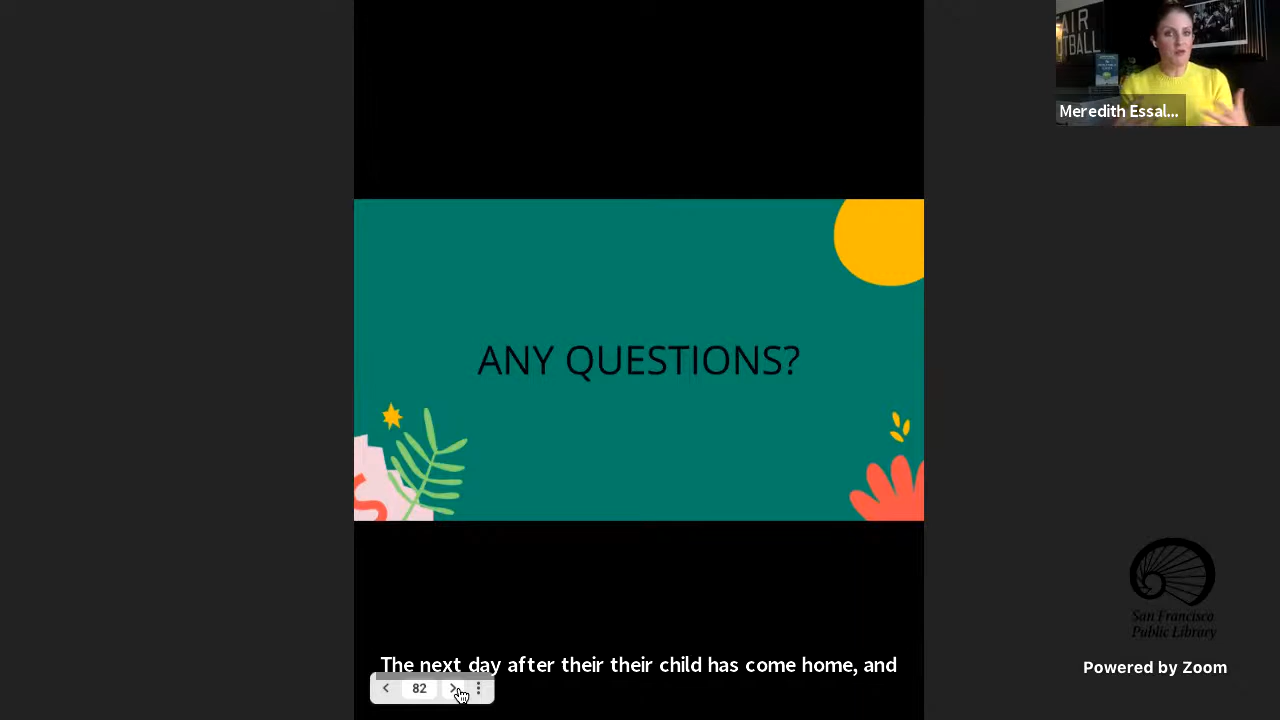 AIR
OTBALL
Meredith Essal...
ANY QUESTIONS?
S
San Francisco
Public Library
The next day after their their child has come home, and
82
Powered by Zoom